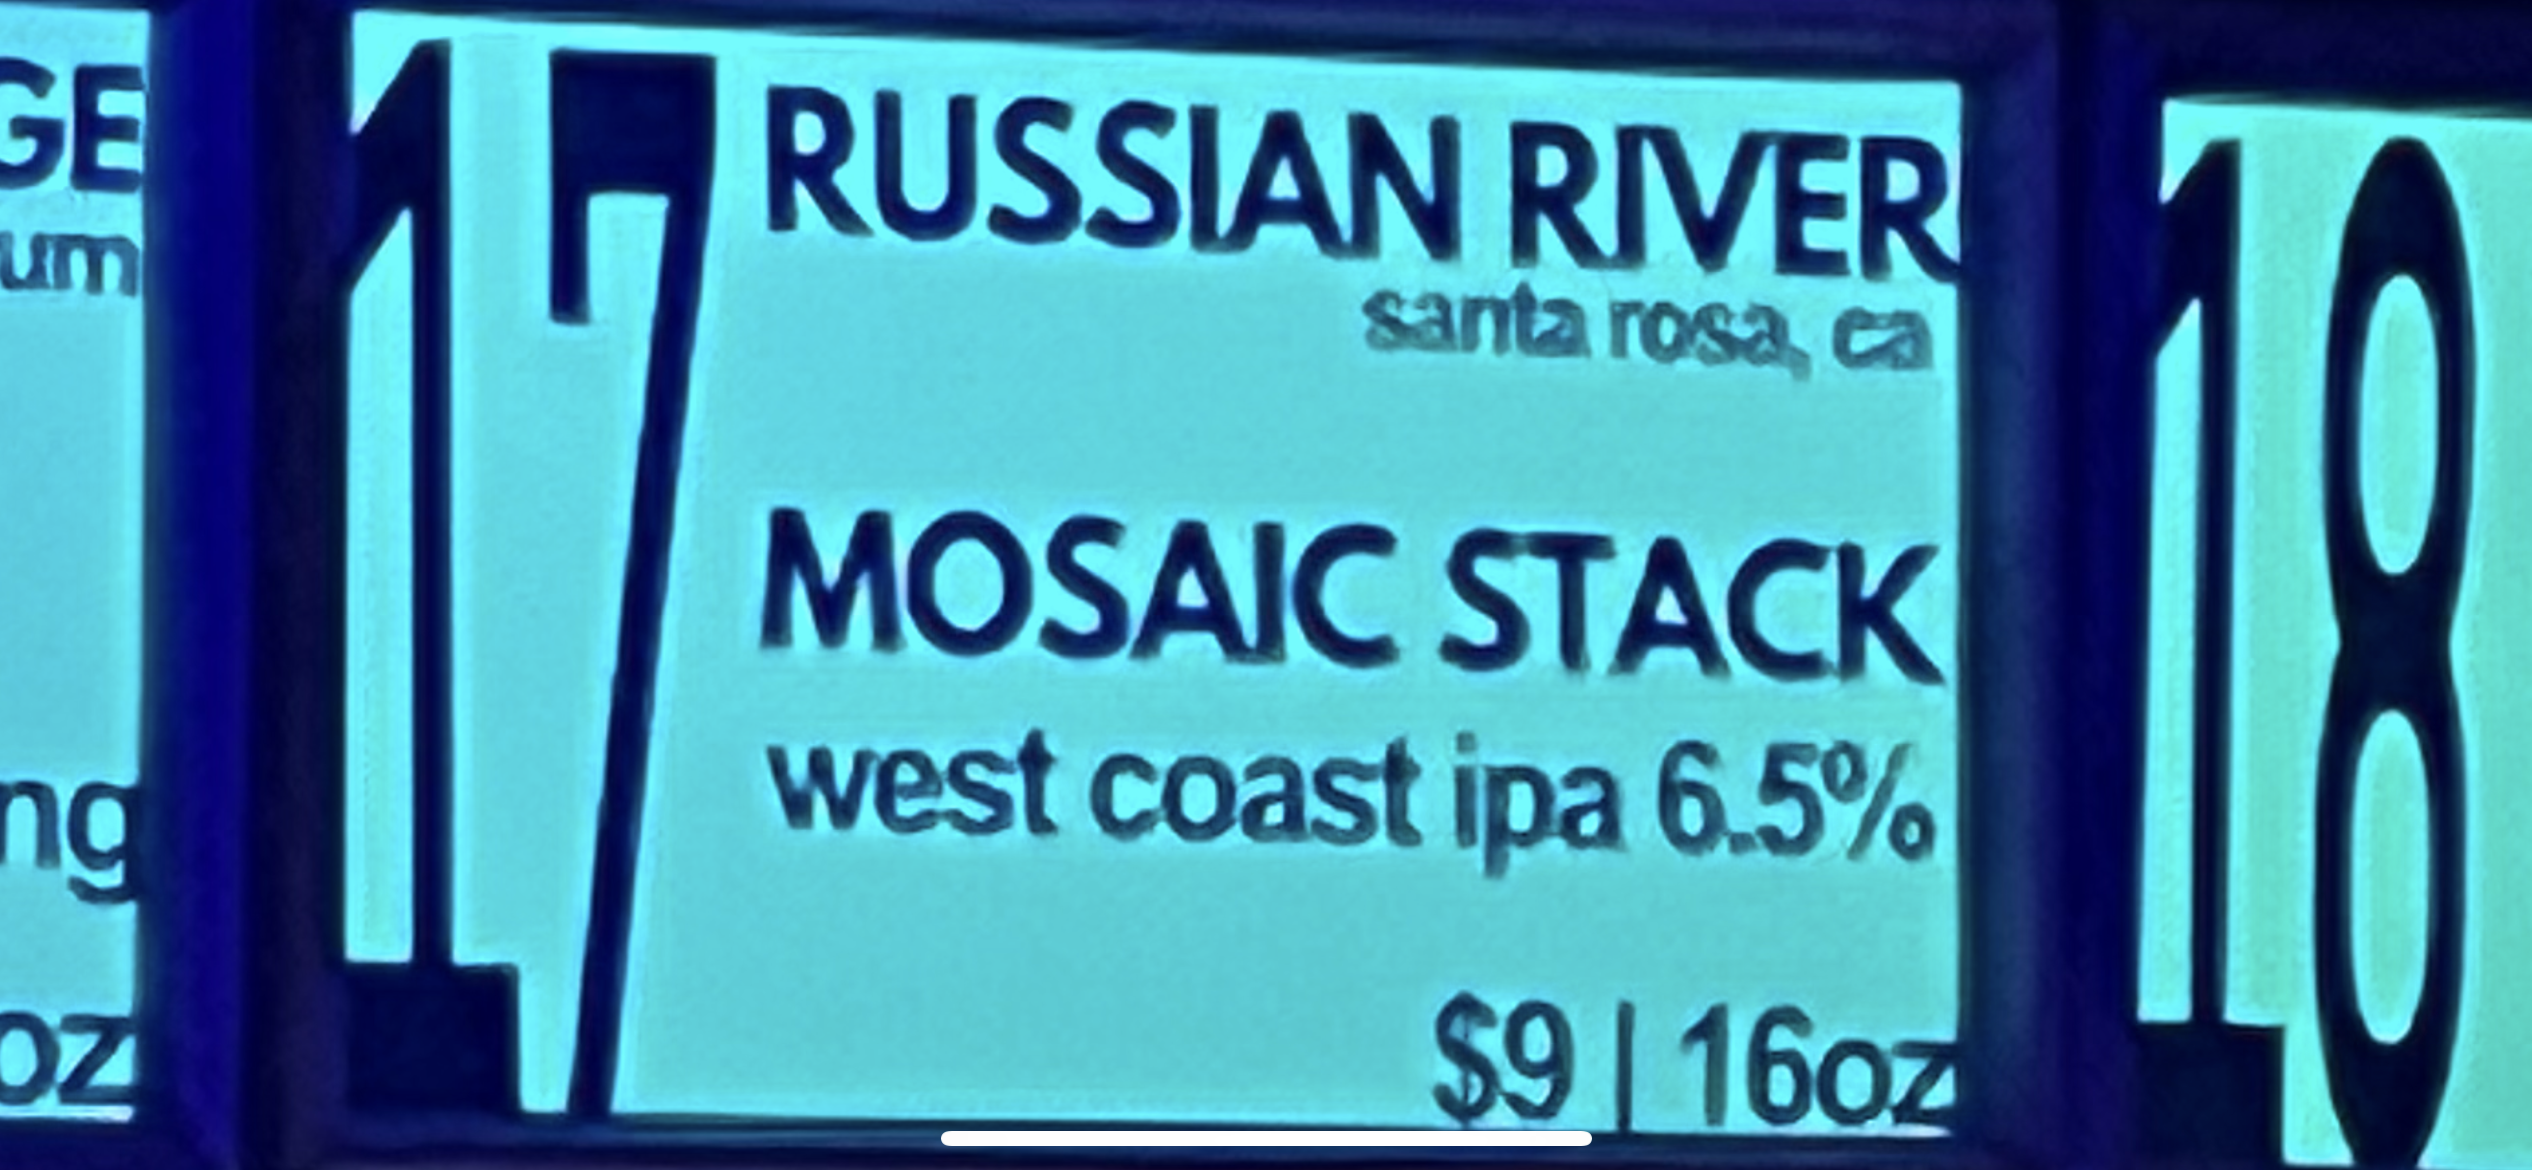 GE
um
ng
oz
17
RUSSIAN RIVER
santa rosa, ca
MOSAIC STACK
west coast ipa 6.5%
$9 | 16oz
18